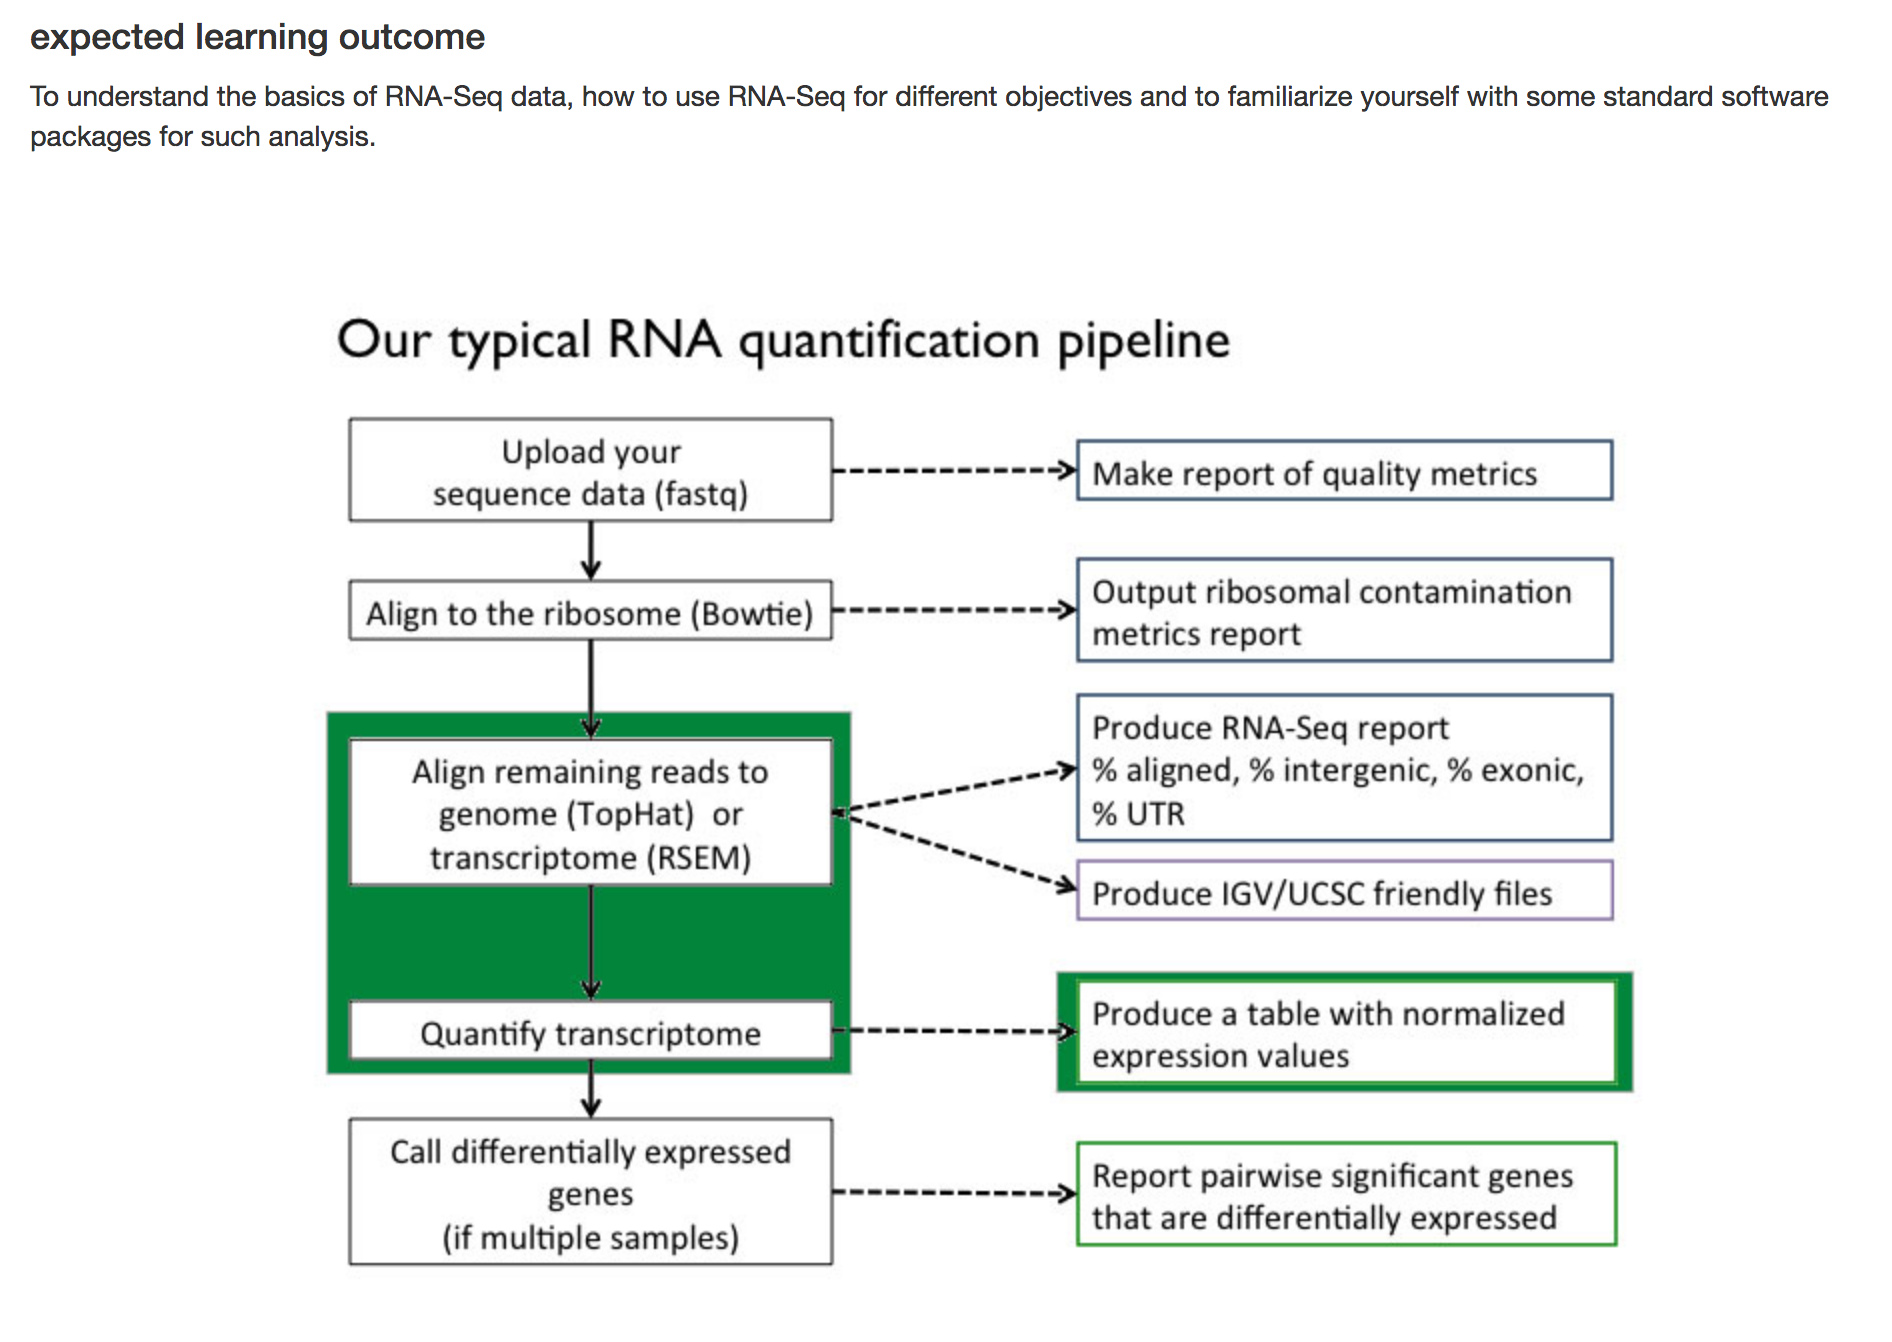 expected learning outcome
To understand the basics of RNA-Seq data, how to use RNA-Seq for different objectives and to familiarize yourself with some standard software
packages for such analysis.
Our typical RNA quantification pipeline
Upload your
sequence data (fastq)
Make report of quality metrics
Align to the ribosome (Bowtie)
Output ribosomal contamination
metrics report
Align remaining reads to
genome (TopHat) or
transcriptome (RSEM)
Produce RNA-Seq report
% aligned, % intergenic, % exonic,
% UTR
Produce IGV/UCSC friendly files
Quantify transcriptome
Produce a table with normalized
expression values
Call differentially expressed
genes
(if multiple samples)
Report pairwise significant genes
that are differentially expressed